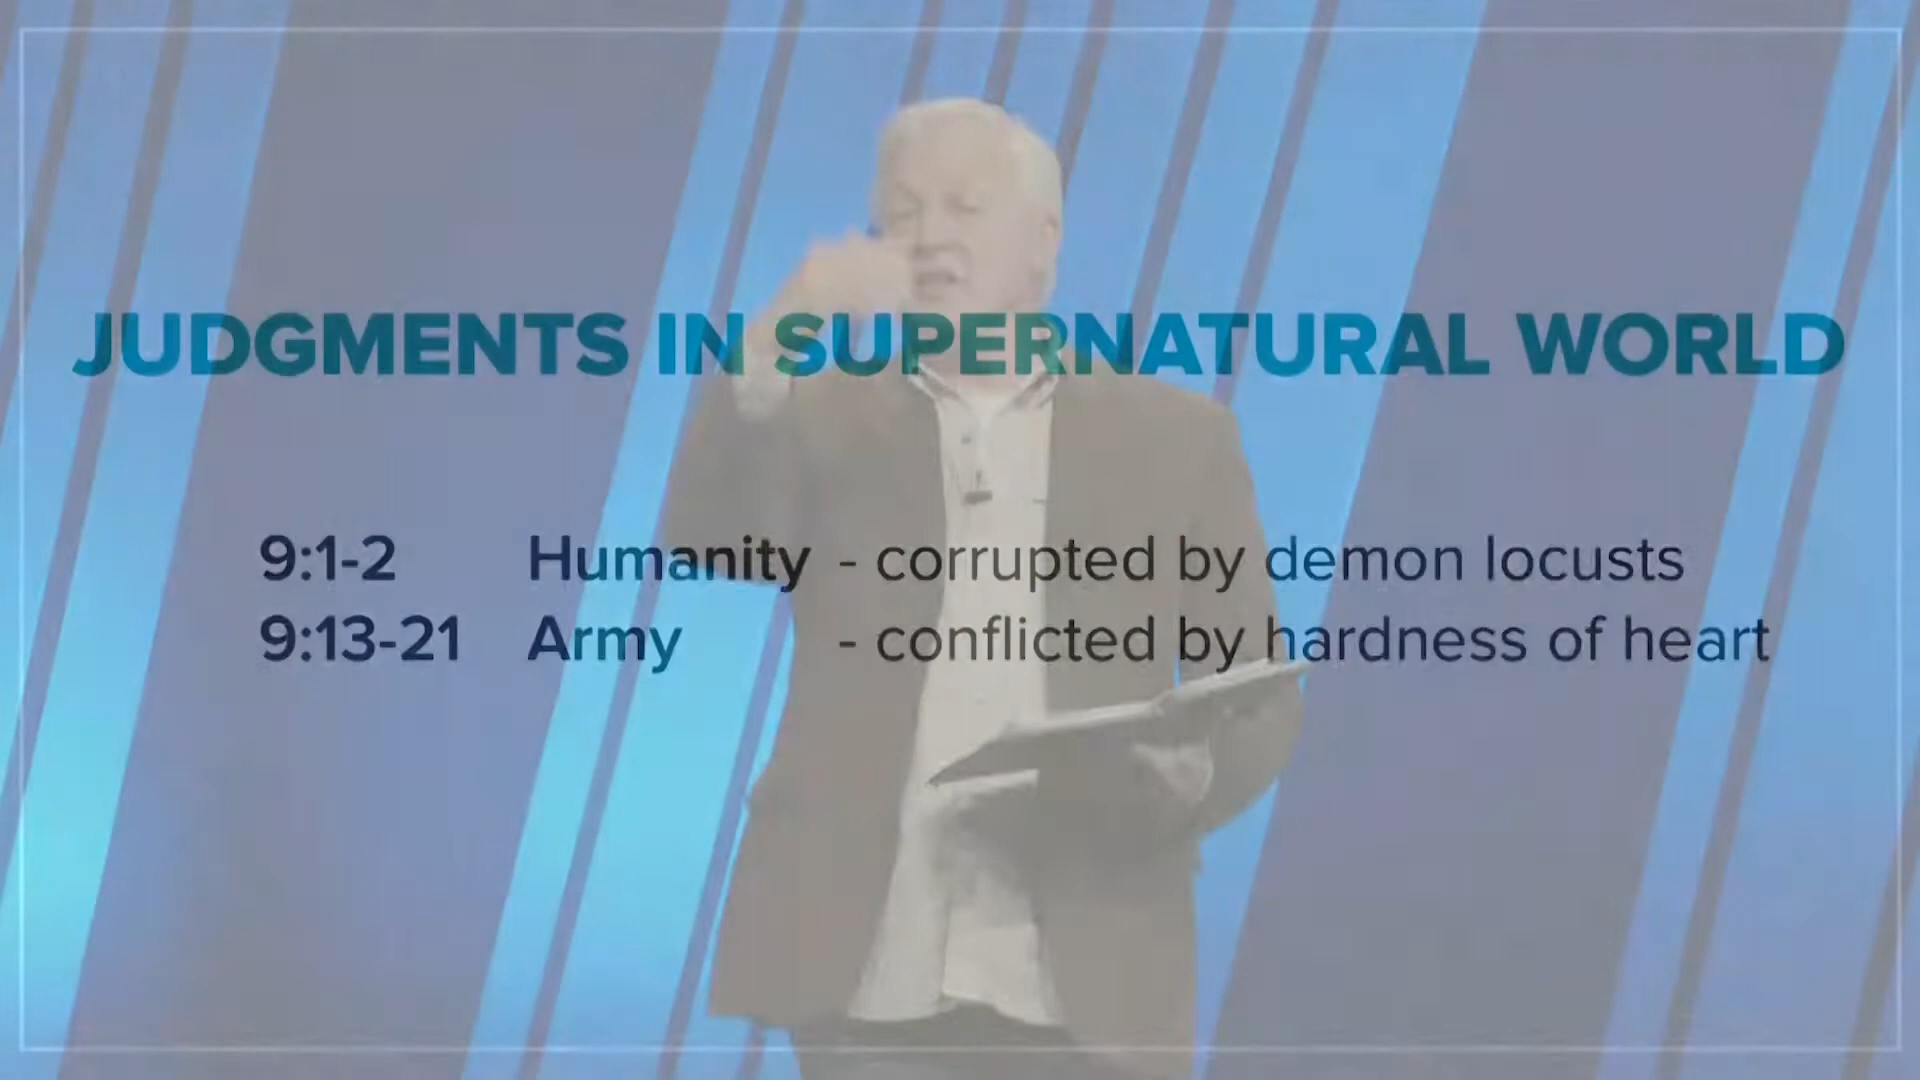 JUDGMENTS IN SUPERNATURAL WORLD
9:1-2 Humanity - corrupted by demon locusts
9:13-21 Army - conflicted by hardness of heart